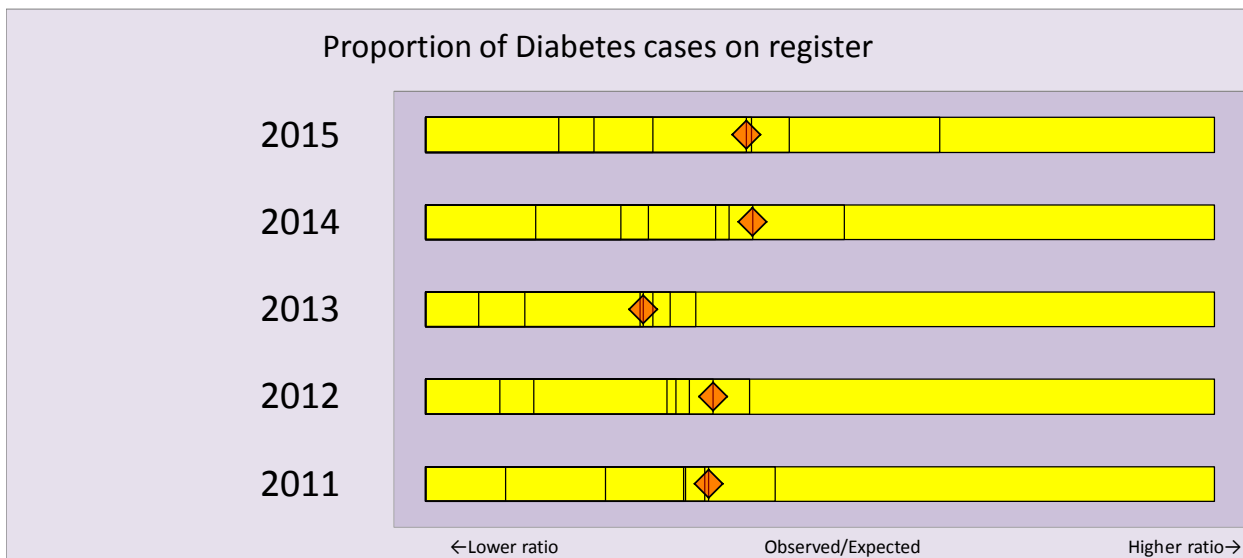 Proportion of Diabetes cases on register
2015
2014
2013
2012
2011
←Lower ratio Observed/Expected Higher ratio→